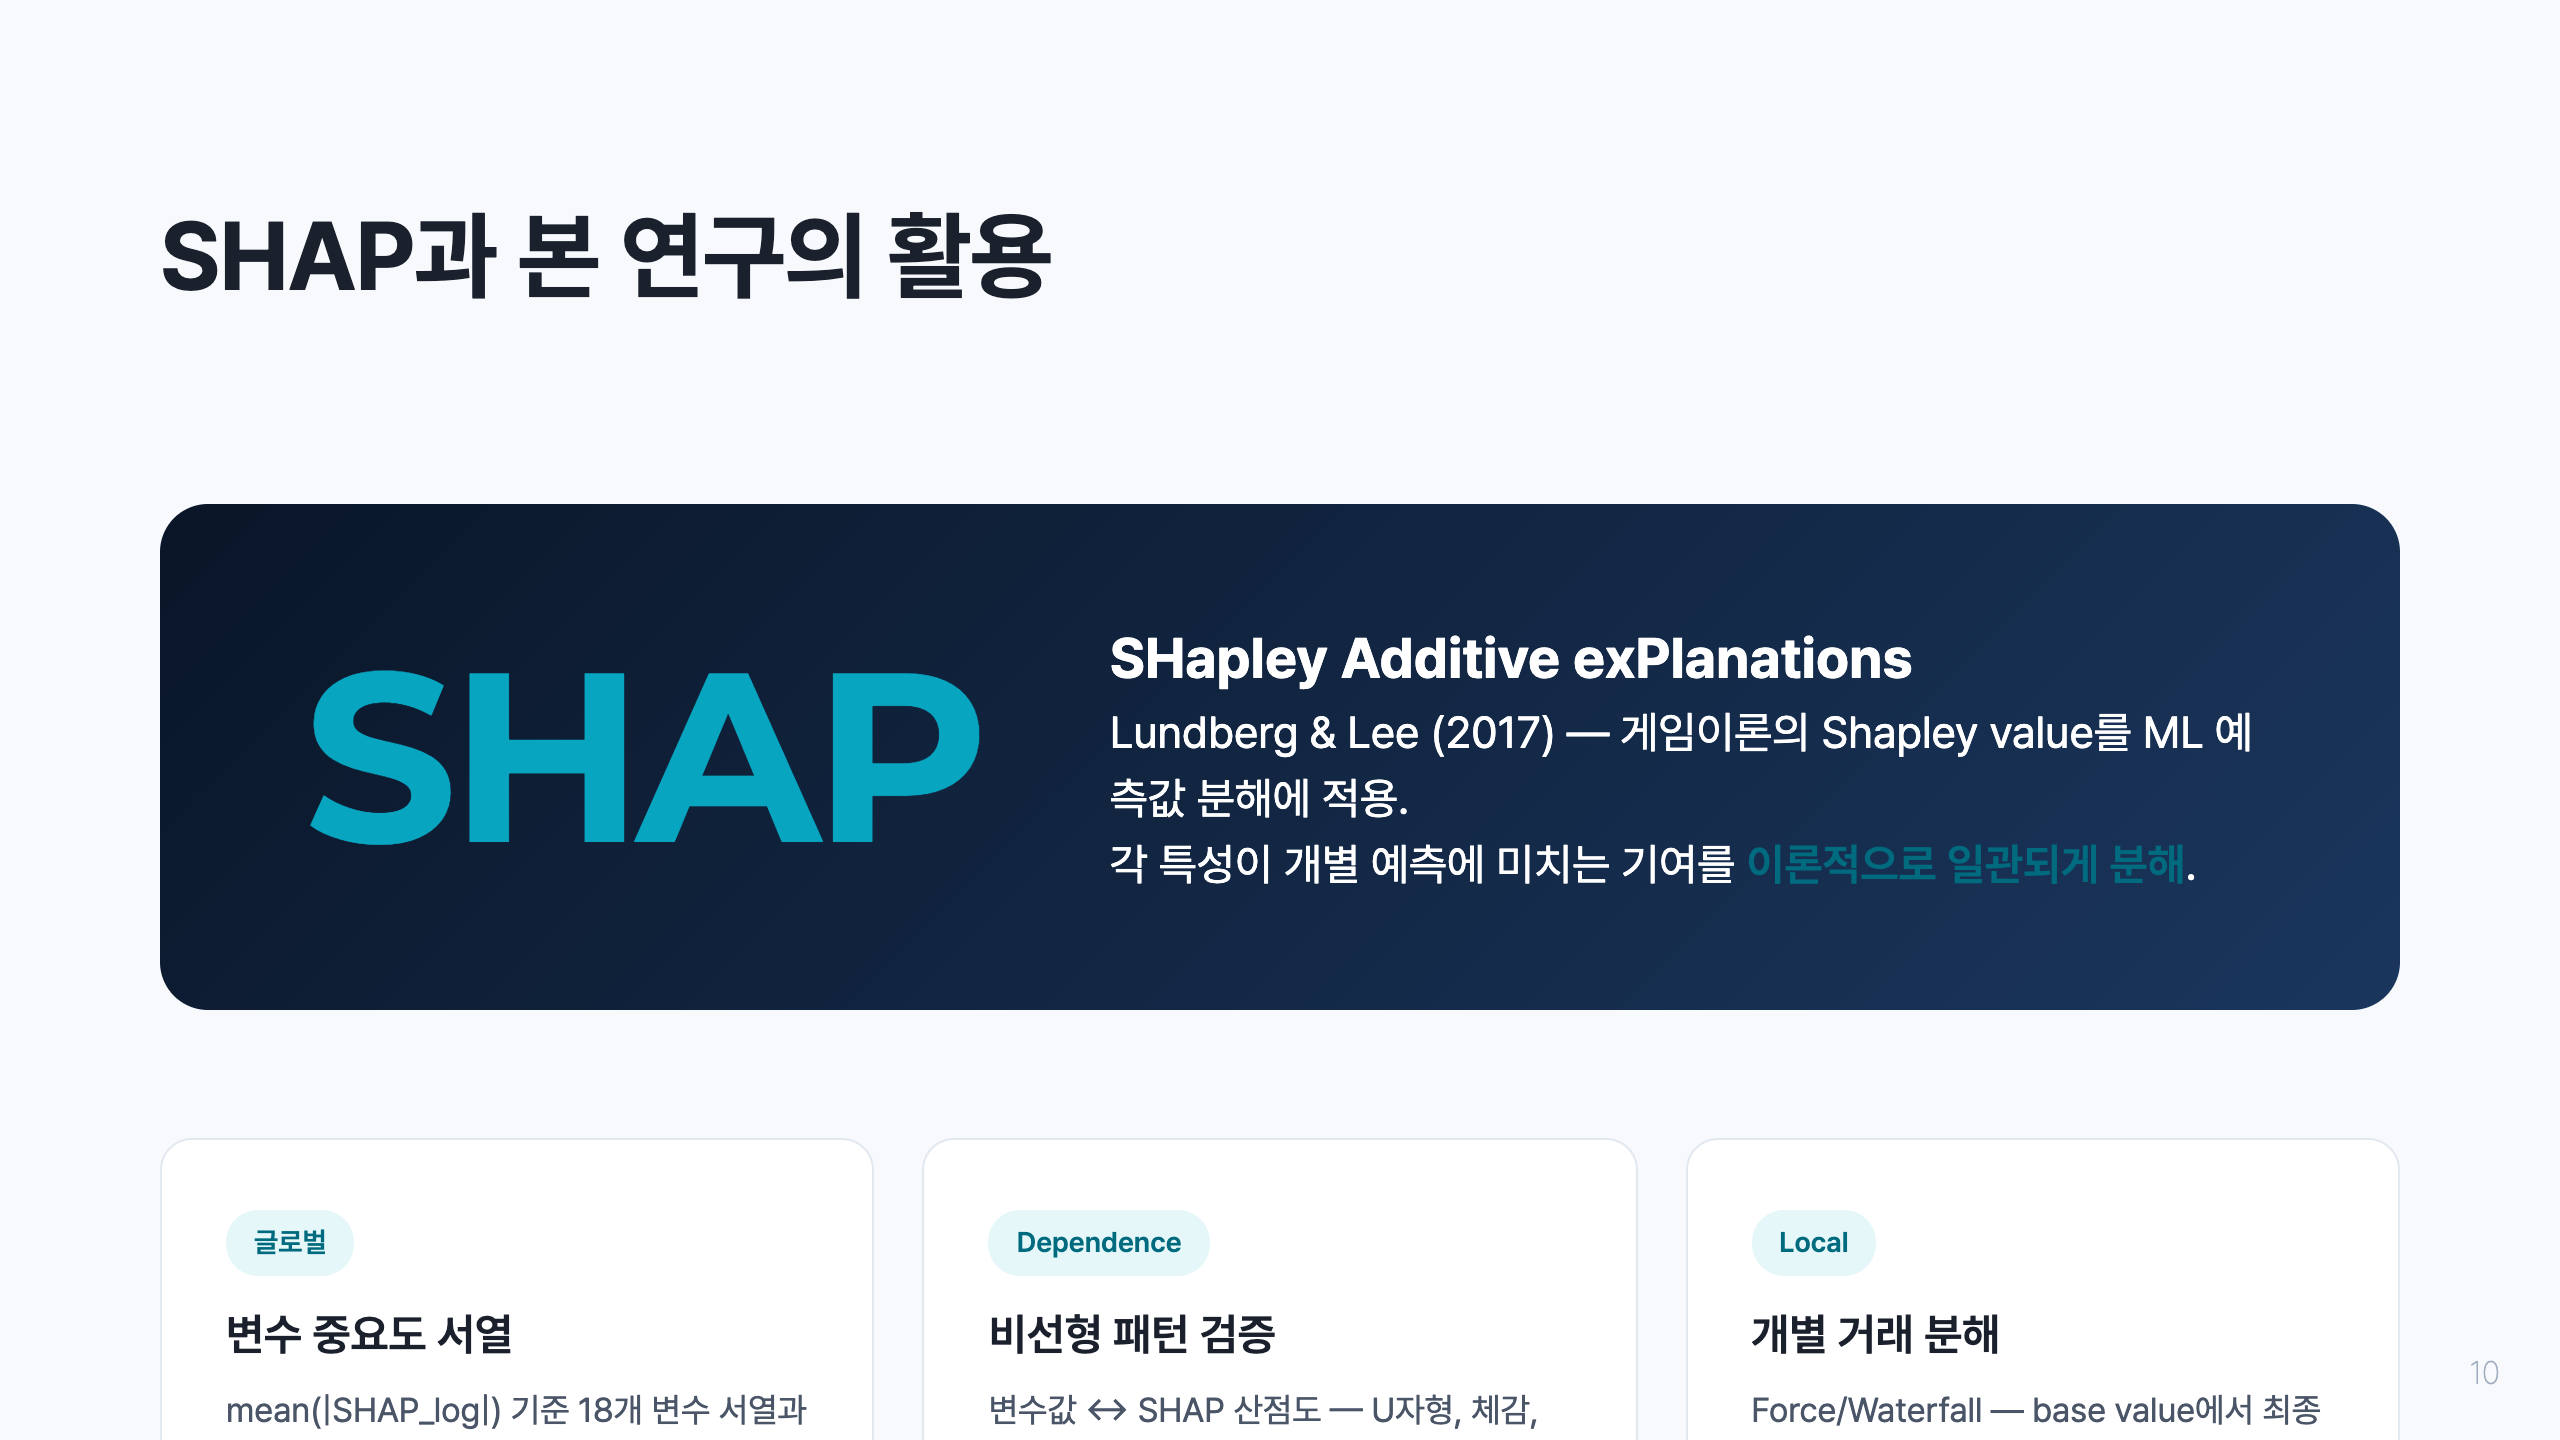 SHAP과 본 연구의 활용
SHAP
SHapley Additive exPlanations
Lundberg & Lee (2017) — 게임이론의 Shapley value를 ML 예
측값 분해에 적용.
각 특성이 개별 예측에 미치는 기여를 이론적으로 일관되게 분해.
글로벌
변수 중요도 서열
mean(|SHAP_log|) 기준 18개 변수 서열과
Dependence
비선형 패턴 검증
변수값 ↔ SHAP 산점도 — U자형, 체감,
Local
개별 거래 분해
Force/Waterfall — base value에서 최종
10